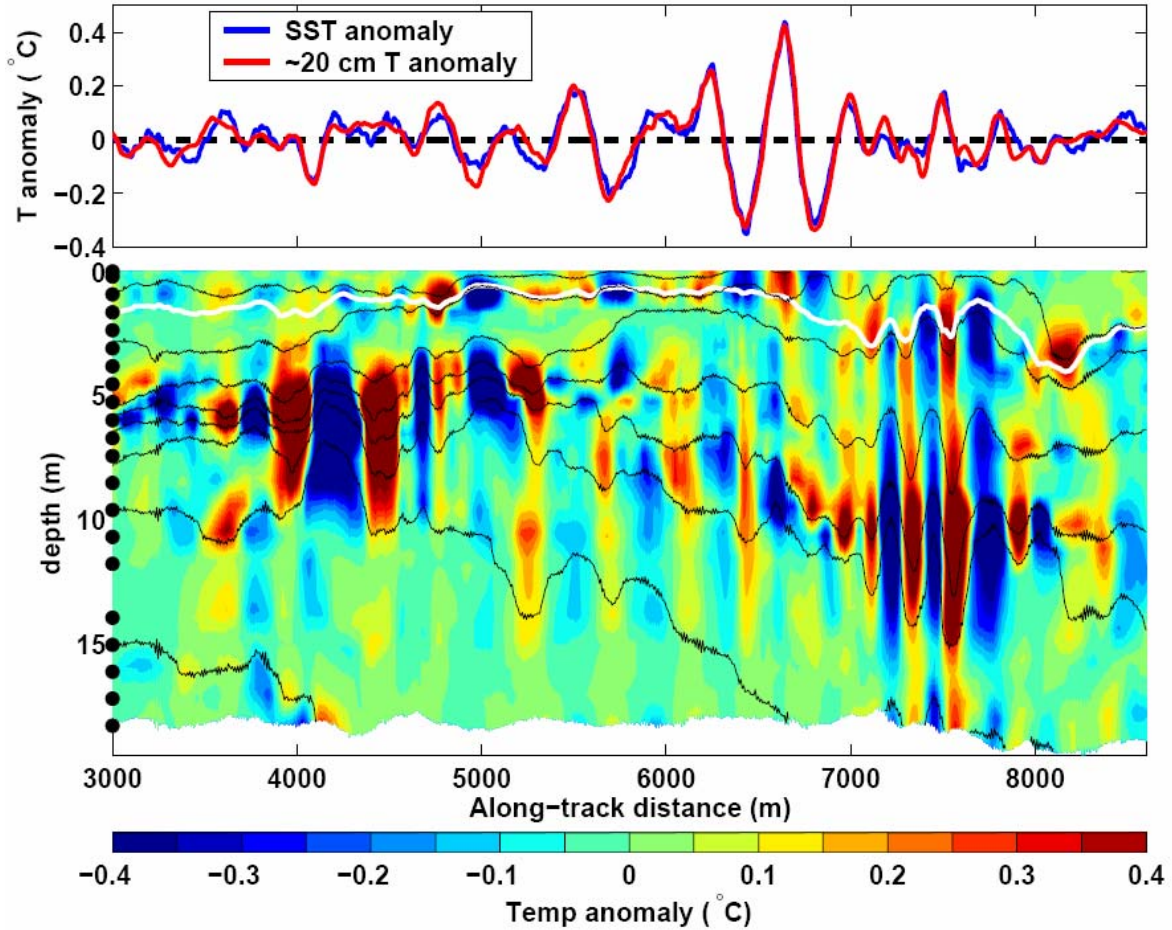 T anomaly (°C)
0.4
0.2
0
−0.2
−0.4
SST anomaly
~20 cm T anomaly
depth (m)
0
5
10
15
3000 4000 5000 6000 7000 8000
Along−track distance (m)
−0.4 −0.3 −0.2 −0.1 0 0.1 0.2 0.3 0.4
Temp anomaly (°C)